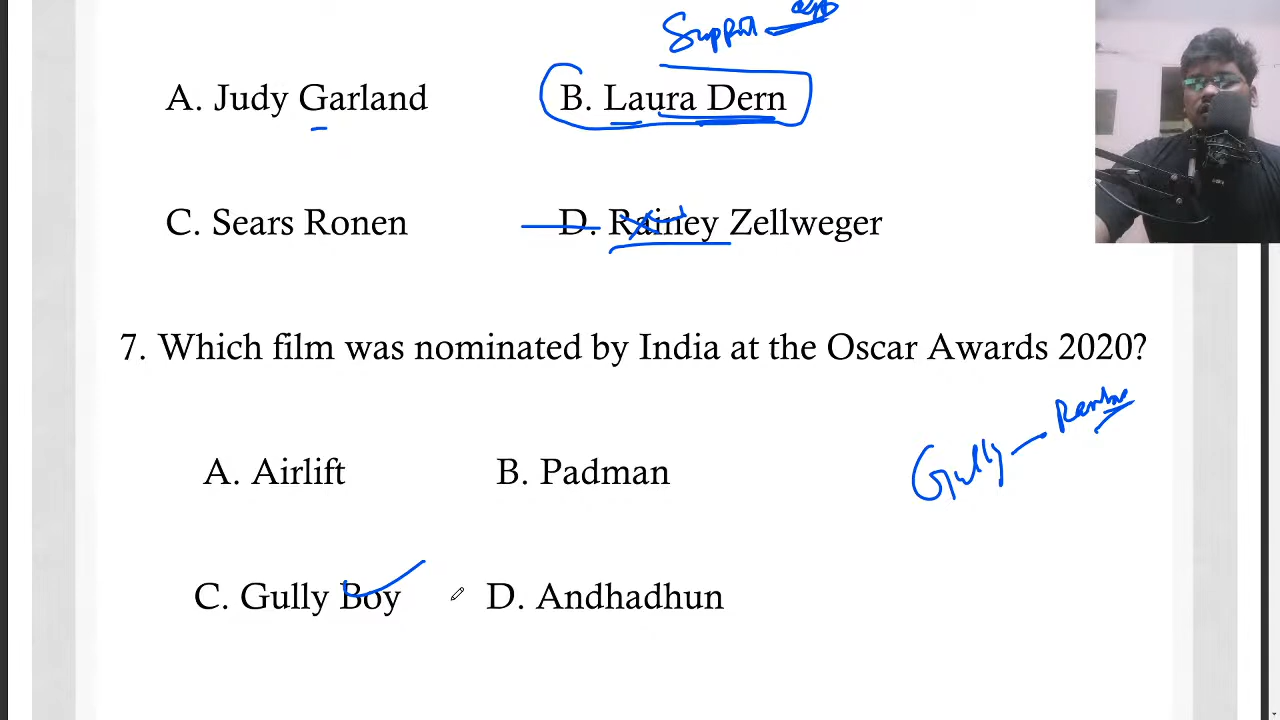 Support
A. Judy Garland B. Laura Dern
C. Sears Ronen D. Rainey Zellweger
7. Which film was nominated by India at the Oscar Awards 2020?
Gully
A. Airlift B. Padman
C. Gully Boy D. Andhadhun